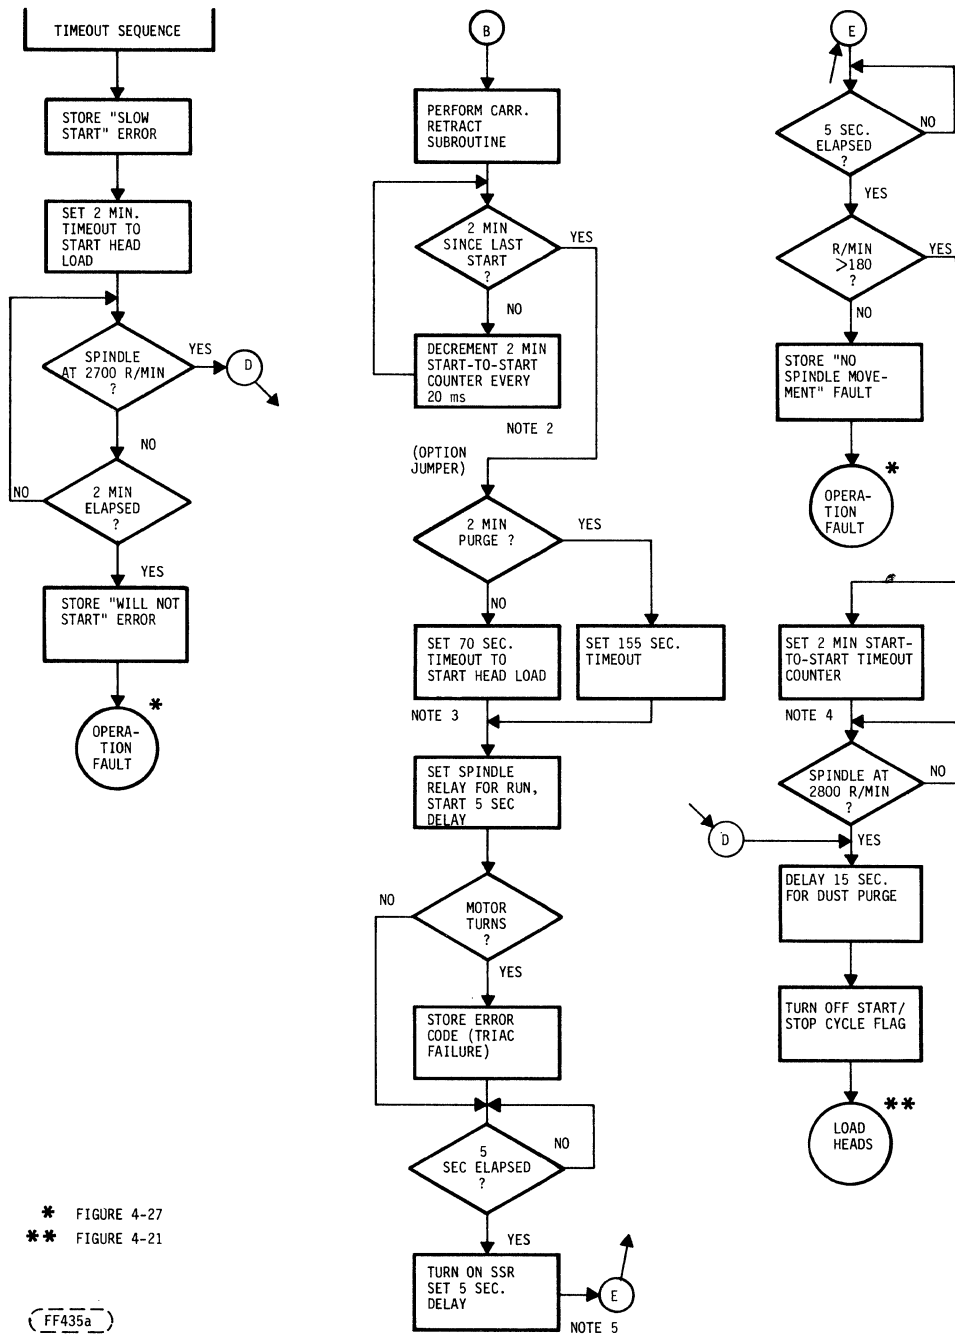 TIMEOUT SEQUENCE
STORE "SLOW
START" ERROR
SET 2 MIN.
TIMEOUT TO
START HEAD
LOAD
SPINDLE
AT 2700 R/MIN
?
YES
D
NO
2 MIN
ELAPSED
?
NO
YES
STORE "WILL NOT
START" ERROR
*
OPERA-
TION
FAULT
* FIGURE 4-27
** FIGURE 4-21
FF435a
B
PERFORM CARR.
RETRACT
SUBROUTINE
2 MIN
SINCE LAST
START
?
YES
NO
DECREMENT 2 MIN
START-TO-START
COUNTER EVERY
20 ms
NOTE 2
(OPTION
JUMPER)
2 MIN
PURGE ?
YES
NO
SET 70 SEC.
TIMEOUT TO
START HEAD LOAD
SET 155 SEC.
TIMEOUT
NOTE 3
SET SPINDLE
RELAY FOR RUN,
START 5 SEC
DELAY
NO
MOTOR
TURNS
?
YES
STORE ERROR
CODE (TRIAC
FAILURE)
5
SEC ELAPSED
?
NO
YES
TURN ON SSR
SET 5 SEC.
DELAY
E
NOTE 5
E
5 SEC.
ELAPSED
?
NO
YES
R/MIN
>180
?
YES
NO
STORE "NO
SPINDLE MOVE-
MENT" FAULT
*
OPERA-
TION
FAULT
SET 2 MIN START-
TO-START TIMEOUT
COUNTER
NOTE 4
SPINDLE AT
2800 R/MIN
?
NO
D
YES
DELAY 15 SEC.
FOR DUST PURGE
TURN OFF START/
STOP CYCLE FLAG
**
LOAD
HEADS